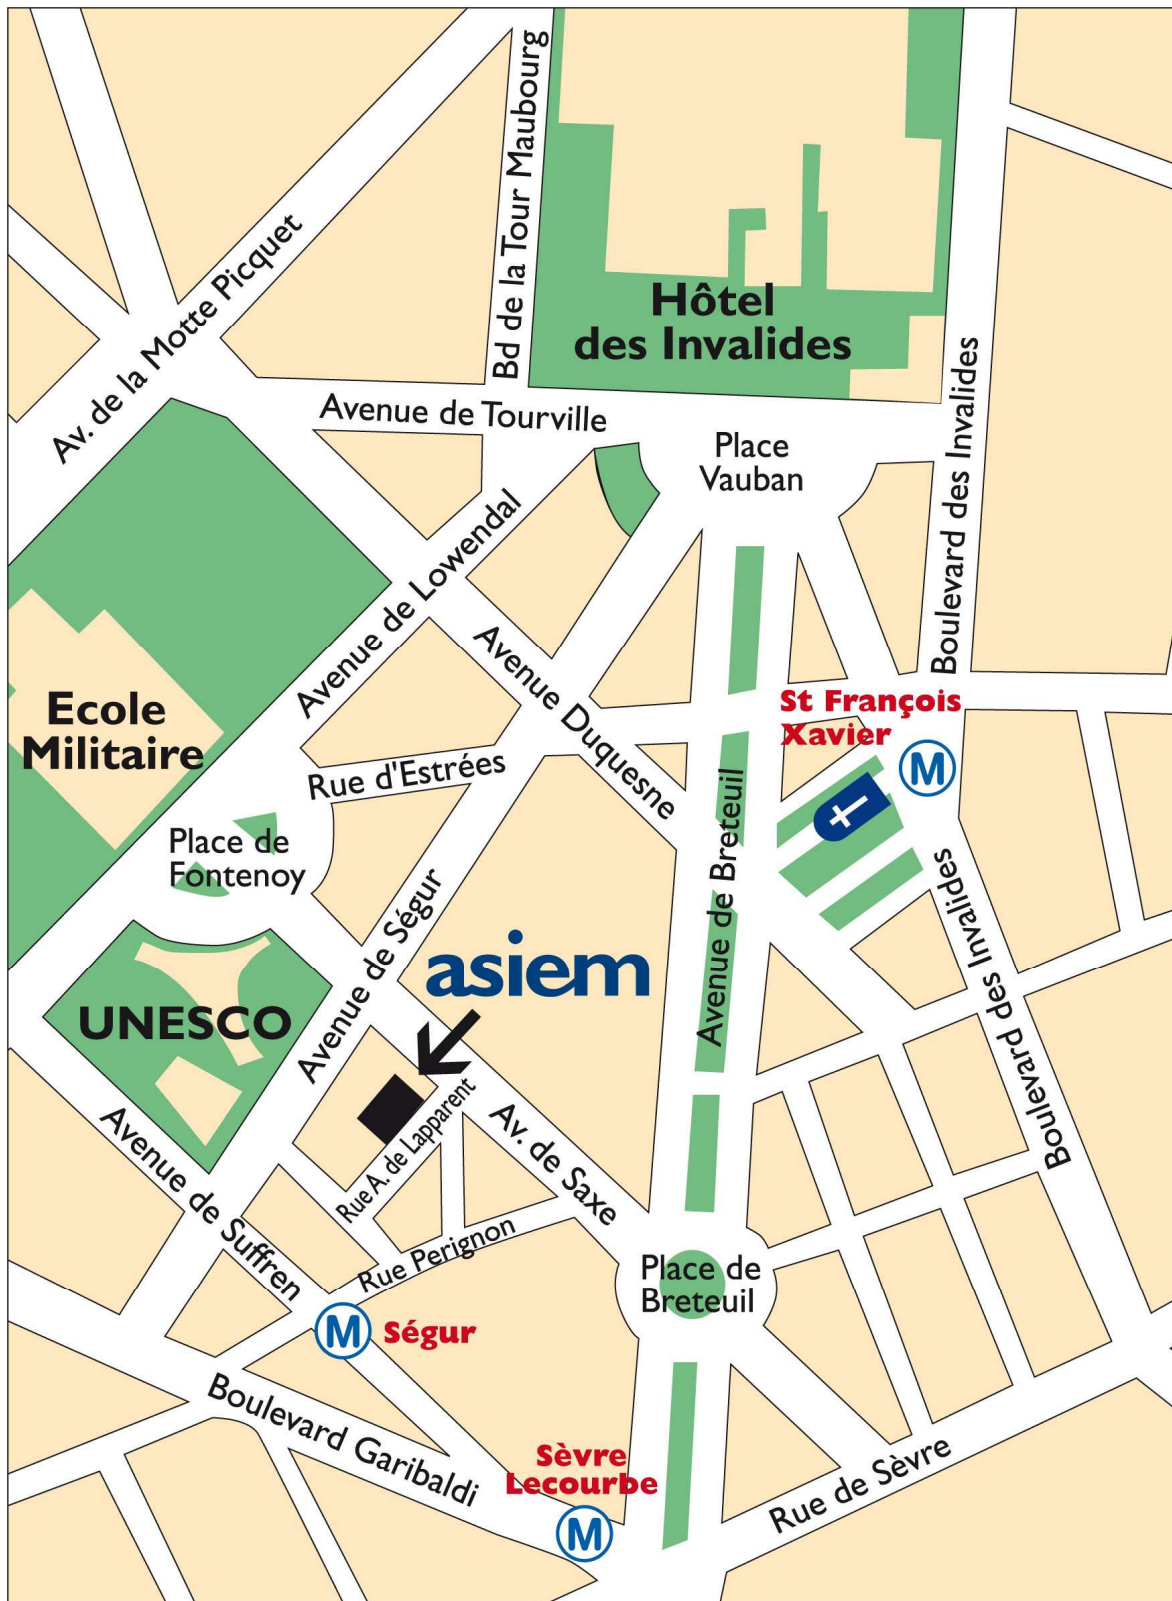 Bd de la Tour Maubourg
Av. de la Motte Picquet
Hôtel
des Invalides
Avenue de Tourville
Place
Vauban
Boulevard des Invalides
Avenue de Lowendal
Avenue Duquesne
Ecole
Militaire
St François
Xavier
M
Rue d'Estrées
Place de
Fontenoy
Avenue de Breteuil
Avenue de Ségur
asiem
UNESCO
Boulevard des Invalides
Avenue de Suffren
Rue A. de Lapparent
Av. de Saxe
Rue Perignon
Place de
Breteuil
M
Ségur
Boulevard Garibaldi
Sèvre
Lecourbe
M
Rue de Sèvre